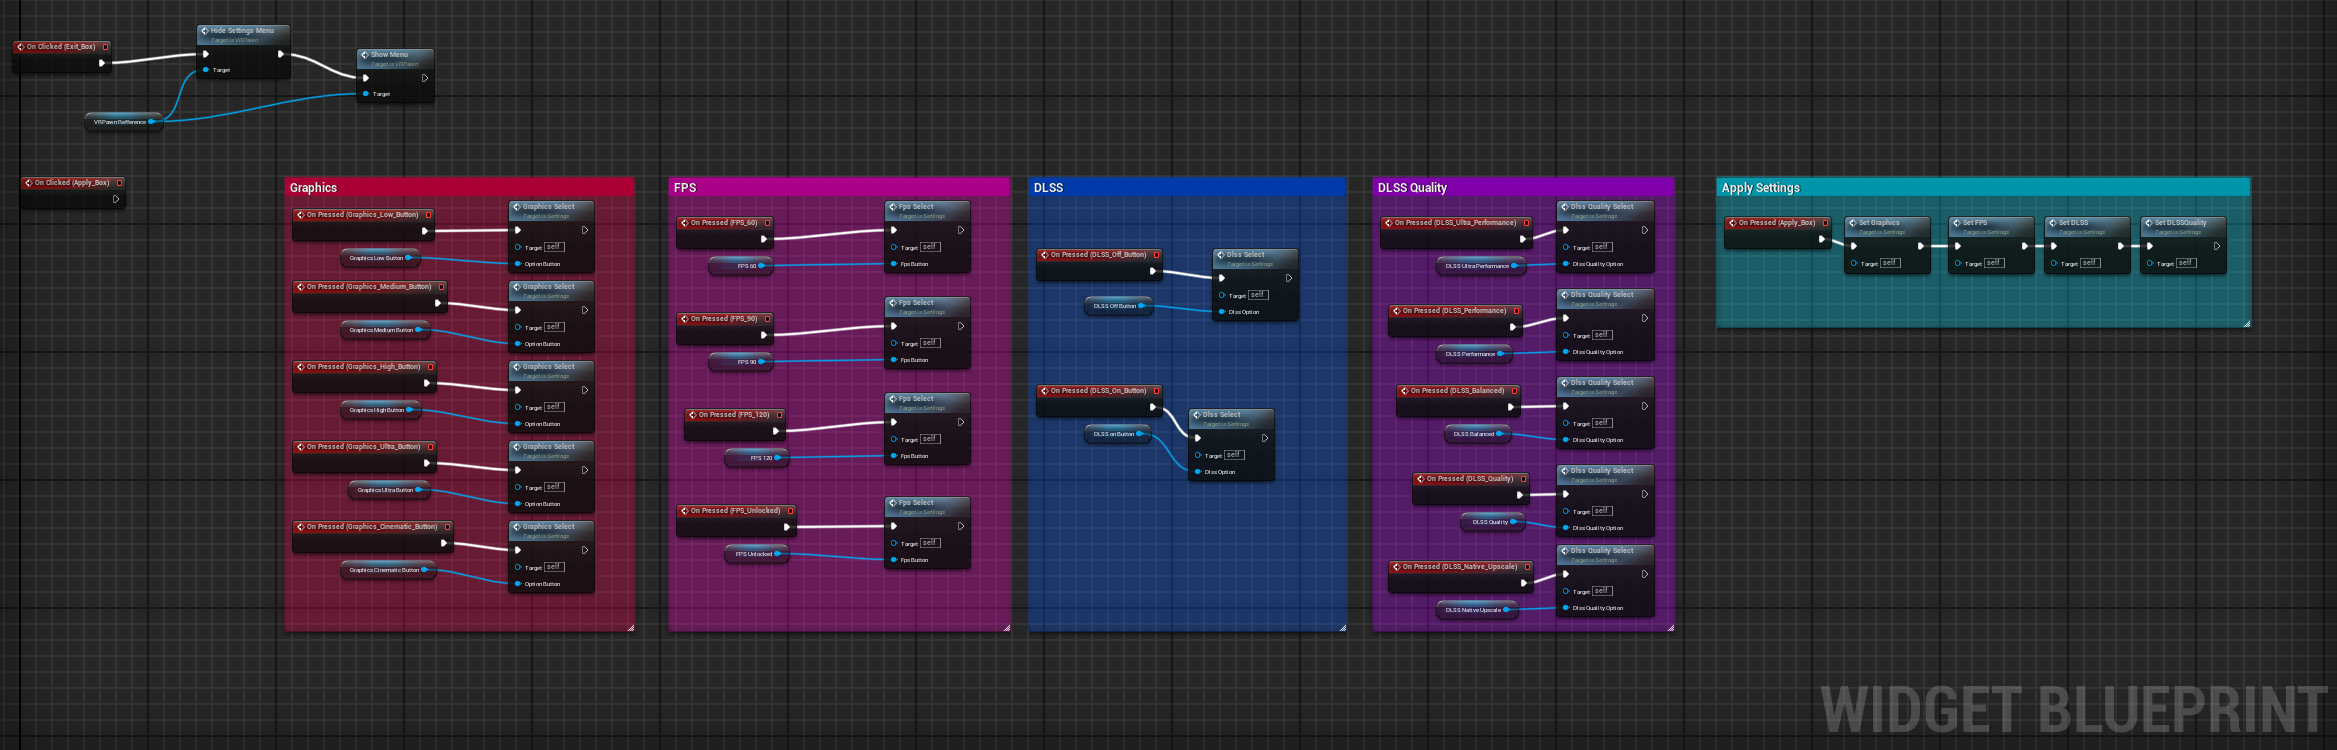 On Clicked (Exit_Box)
Hide Settings Menu
Target is VRPawn
Target
Show Menu
Target is VRPawn
Target
VRPawn Refference
On Clicked (Apply_Box)
Graphics
On Pressed (Graphics_Low_Button)
Graphics Low Button
Graphics Select
Target is Settings
Target self
Option Button
On Pressed (Graphics_Medium_Button)
Graphics Medium Button
Graphics Select
Target is Settings
Target self
Option Button
On Pressed (Graphics_High_Button)
Graphics High Button
Graphics Select
Target is Settings
Target self
Option Button
On Pressed (Graphics_Ultra_Button)
Graphics Ultra Button
Graphics Select
Target is Settings
Target self
Option Button
On Pressed (Graphics_Cinematic_Button)
Graphics Cinematic Button
Graphics Select
Target is Settings
Target self
Option Button
FPS
On Pressed (FPS_60)
FPS 60
Fps Select
Target is Settings
Target self
Fps Button
On Pressed (FPS_90)
FPS 90
Fps Select
Target is Settings
Target self
Fps Button
On Pressed (FPS_120)
FPS 120
Fps Select
Target is Settings
Target self
Fps Button
On Pressed (FPS_Unlocked)
FPS Unlocked
Fps Select
Target is Settings
Target self
Fps Button
DLSS
On Pressed (DLSS_Off_Button)
DLSS Off Button
Dlss Select
Target is Settings
Target self
Dlss Option
On Pressed (DLSS_On_Button)
DLSS on Button
Dlss Select
Target is Settings
Target self
Dlss Option
DLSS Quality
On Pressed (DLSS_Ultra_Performance)
DLSS Ultra Performance
Dlss Quality Select
Target is Settings
Target self
Dlss Quality Option
On Pressed (DLSS_Performance)
DLSS Performance
Dlss Quality Select
Target is Settings
Target self
Dlss Quality Option
On Pressed (DLSS_Balanced)
DLSS Balanced
Dlss Quality Select
Target is Settings
Target self
Dlss Quality Option
On Pressed (DLSS_Quality)
DLSS Quality
Dlss Quality Select
Target is Settings
Target self
Dlss Quality Option
On Pressed (DLSS_Native_Upscale)
DLSS Native Upscale
Dlss Quality Select
Target is Settings
Target self
Dlss Quality Option
Apply Settings
On Pressed (Apply_Box)
Set Graphics
Target is Settings
Target self
Set FPS
Target is Settings
Target self
Set DLSS
Target is Settings
Target self
Set DLSSQuality
Target is Settings
Target self
WIDGET BLUEPRINT